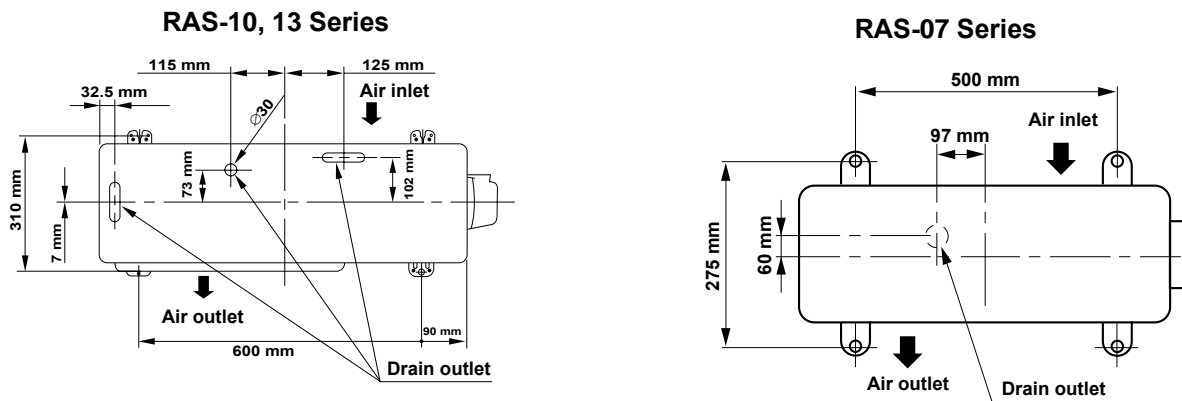 RAS-10, 13 Series
115 mm
125 mm
32.5 mm
Air inlet
∅30
310 mm
7 mm
73 mm
102 mm
Air outlet
90 mm
600 mm
Drain outlet
RAS-07 Series
500 mm
Air inlet
97 mm
275 mm
60 mm
Air outlet
Drain outlet